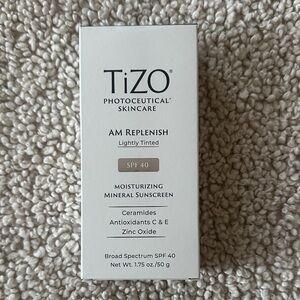 TiZO®
PHOTOCEUTICAL®
SKINCARE
AM REPLENISH
Lightly Tinted
SPF 40
MOISTURIZING
MINERAL SUNSCREEN
Ceramides
Antioxidants C & E
Zinc Oxide
Broad Spectrum SPF 40
Net Wt. 1.75 oz./50 g